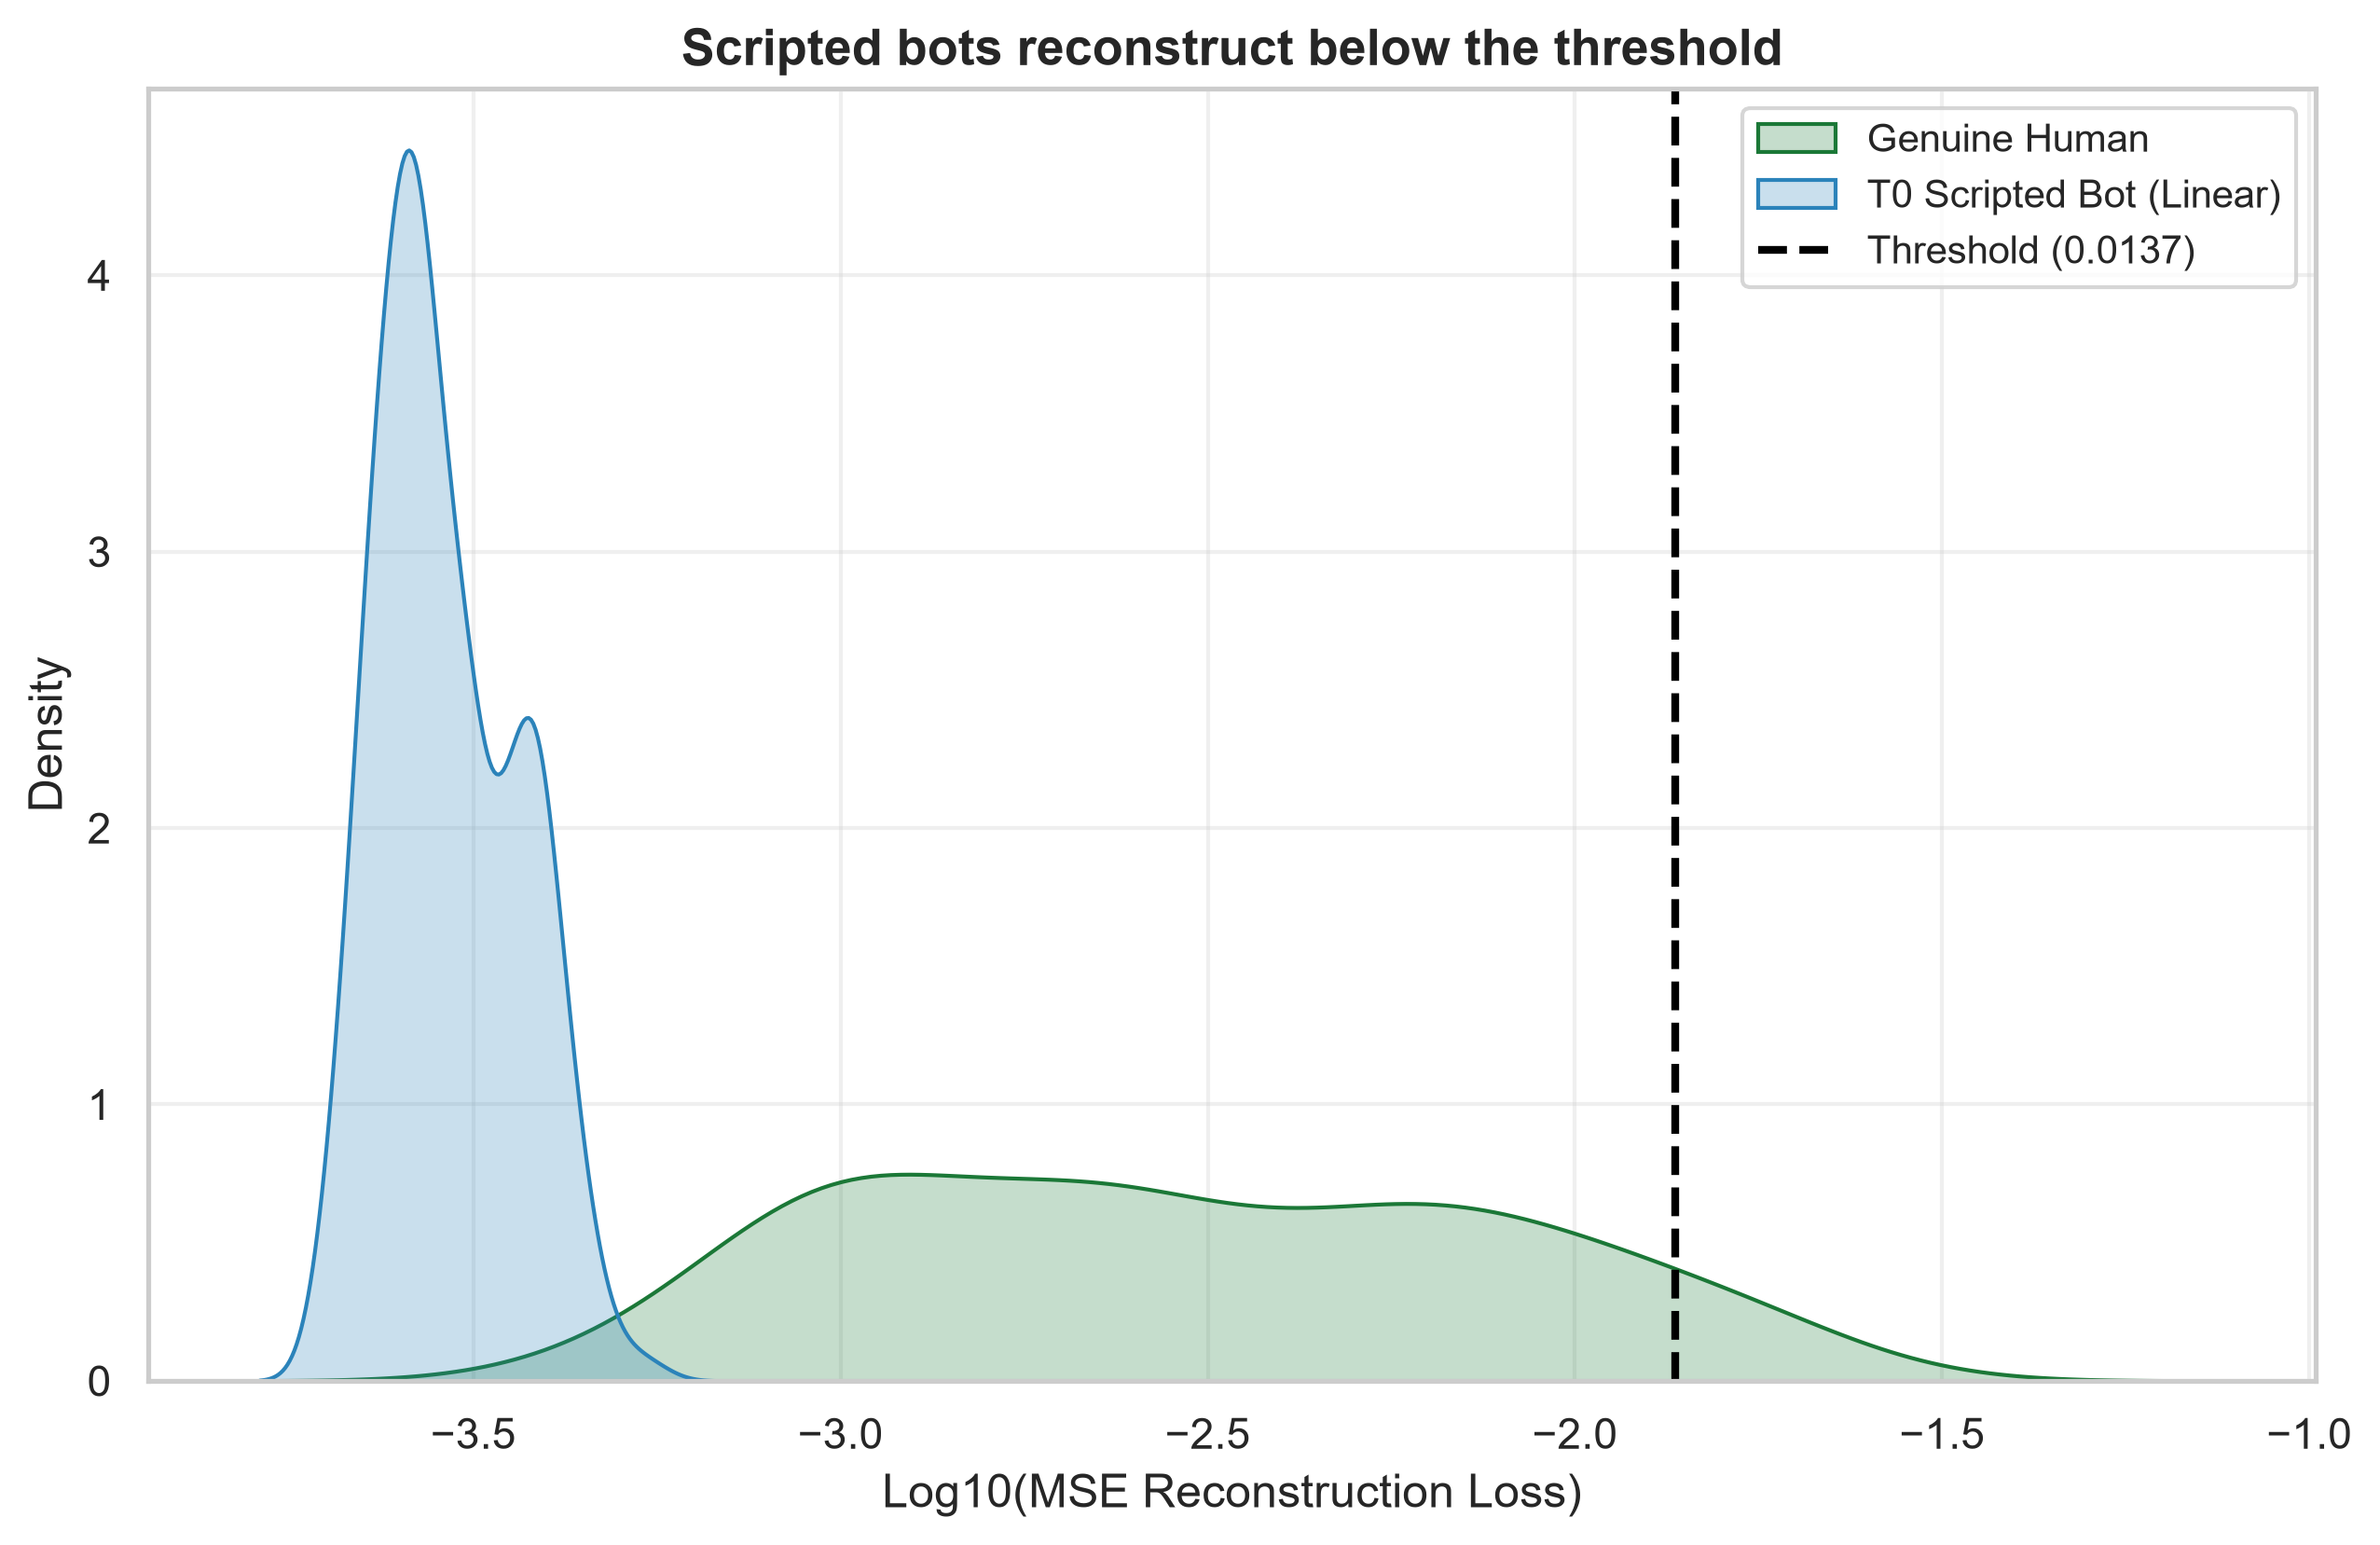 Scripted bots reconstruct below the threshold
Genuine Human
T0 Scripted Bot (Linear)
Threshold (0.0137)
Density
4
3
2
1
0
−3.5 −3.0 −2.5 −2.0 −1.5 −1.0
Log10(MSE Reconstruction Loss)